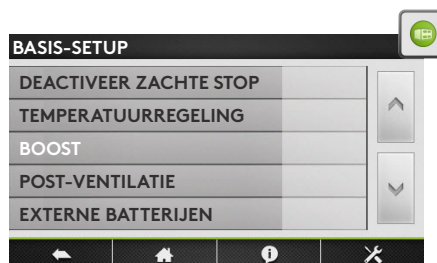 BASIS-SETUP
DEACTIVEER ZACHTE STOP
TEMPERATUURREGELING
BOOST
POST-VENTILATIE
EXTERNE BATTERIJEN